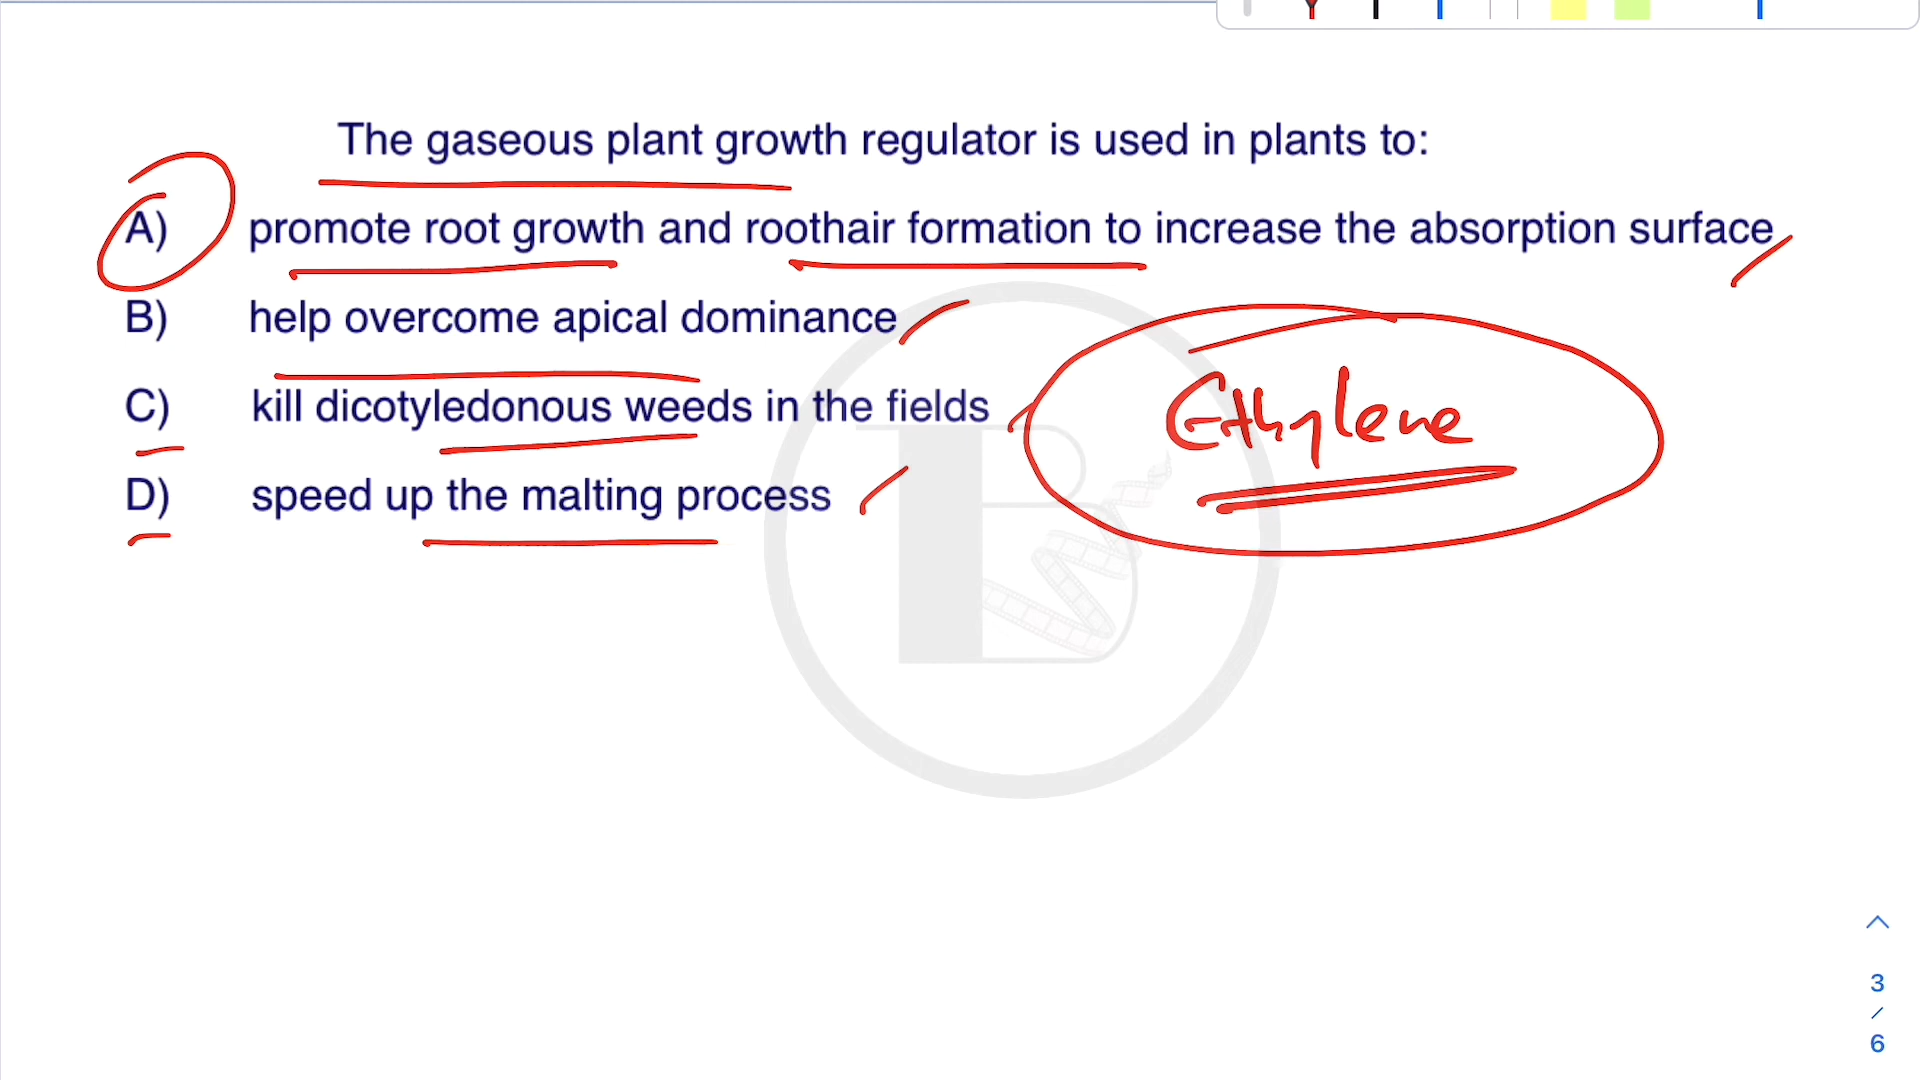 The gaseous plant growth regulator is used in plants to:
A) promote root growth and roothair formation to increase the absorption surface
B) help overcome apical dominance
C) kill dicotyledonous weeds in the fields
Ethylene
D) speed up the malting process
3
/
6